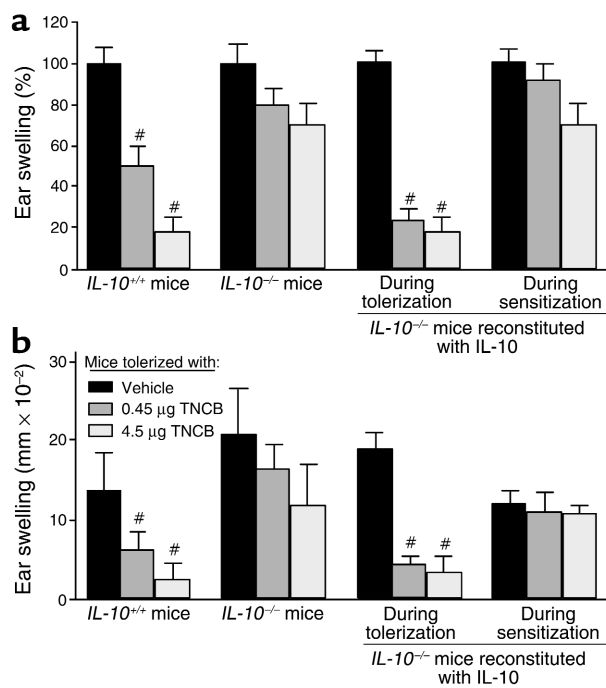 a
Ear swelling (%)
120
100
80
60
40
20
0
#
#
#
#
IL-10+/+ mice
IL-10–/– mice
During
tolerization
During
sensitization
IL-10–/– mice reconstituted
with IL-10
b
Ear swelling (mm × 10–2)
30
20
10
0
Mice tolerized with:
Vehicle
0.45 μg TNCB
4.5 μg TNCB
#
#
#
#
IL-10+/+ mice
IL-10–/– mice
During
tolerization
During
sensitization
IL-10–/– mice reconstituted
with IL-10